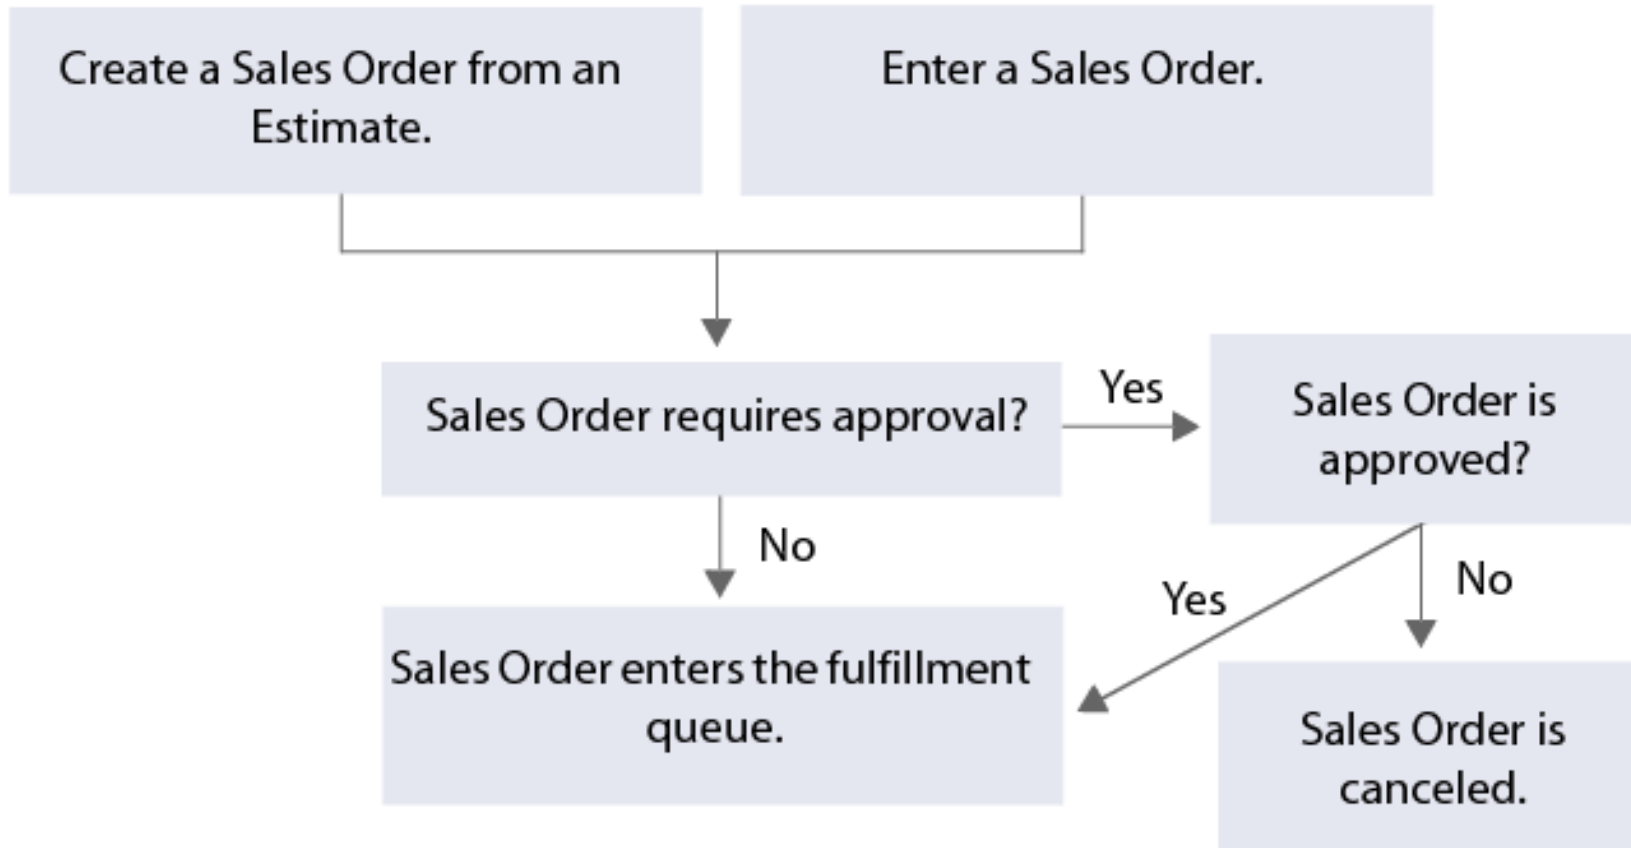 Create a Sales Order from an
Estimate.
Enter a Sales Order.
Sales Order requires approval?
Yes
Sales Order is
approved?
No
Yes
No
Sales Order enters the fulfillment
queue.
Sales Order is
canceled.